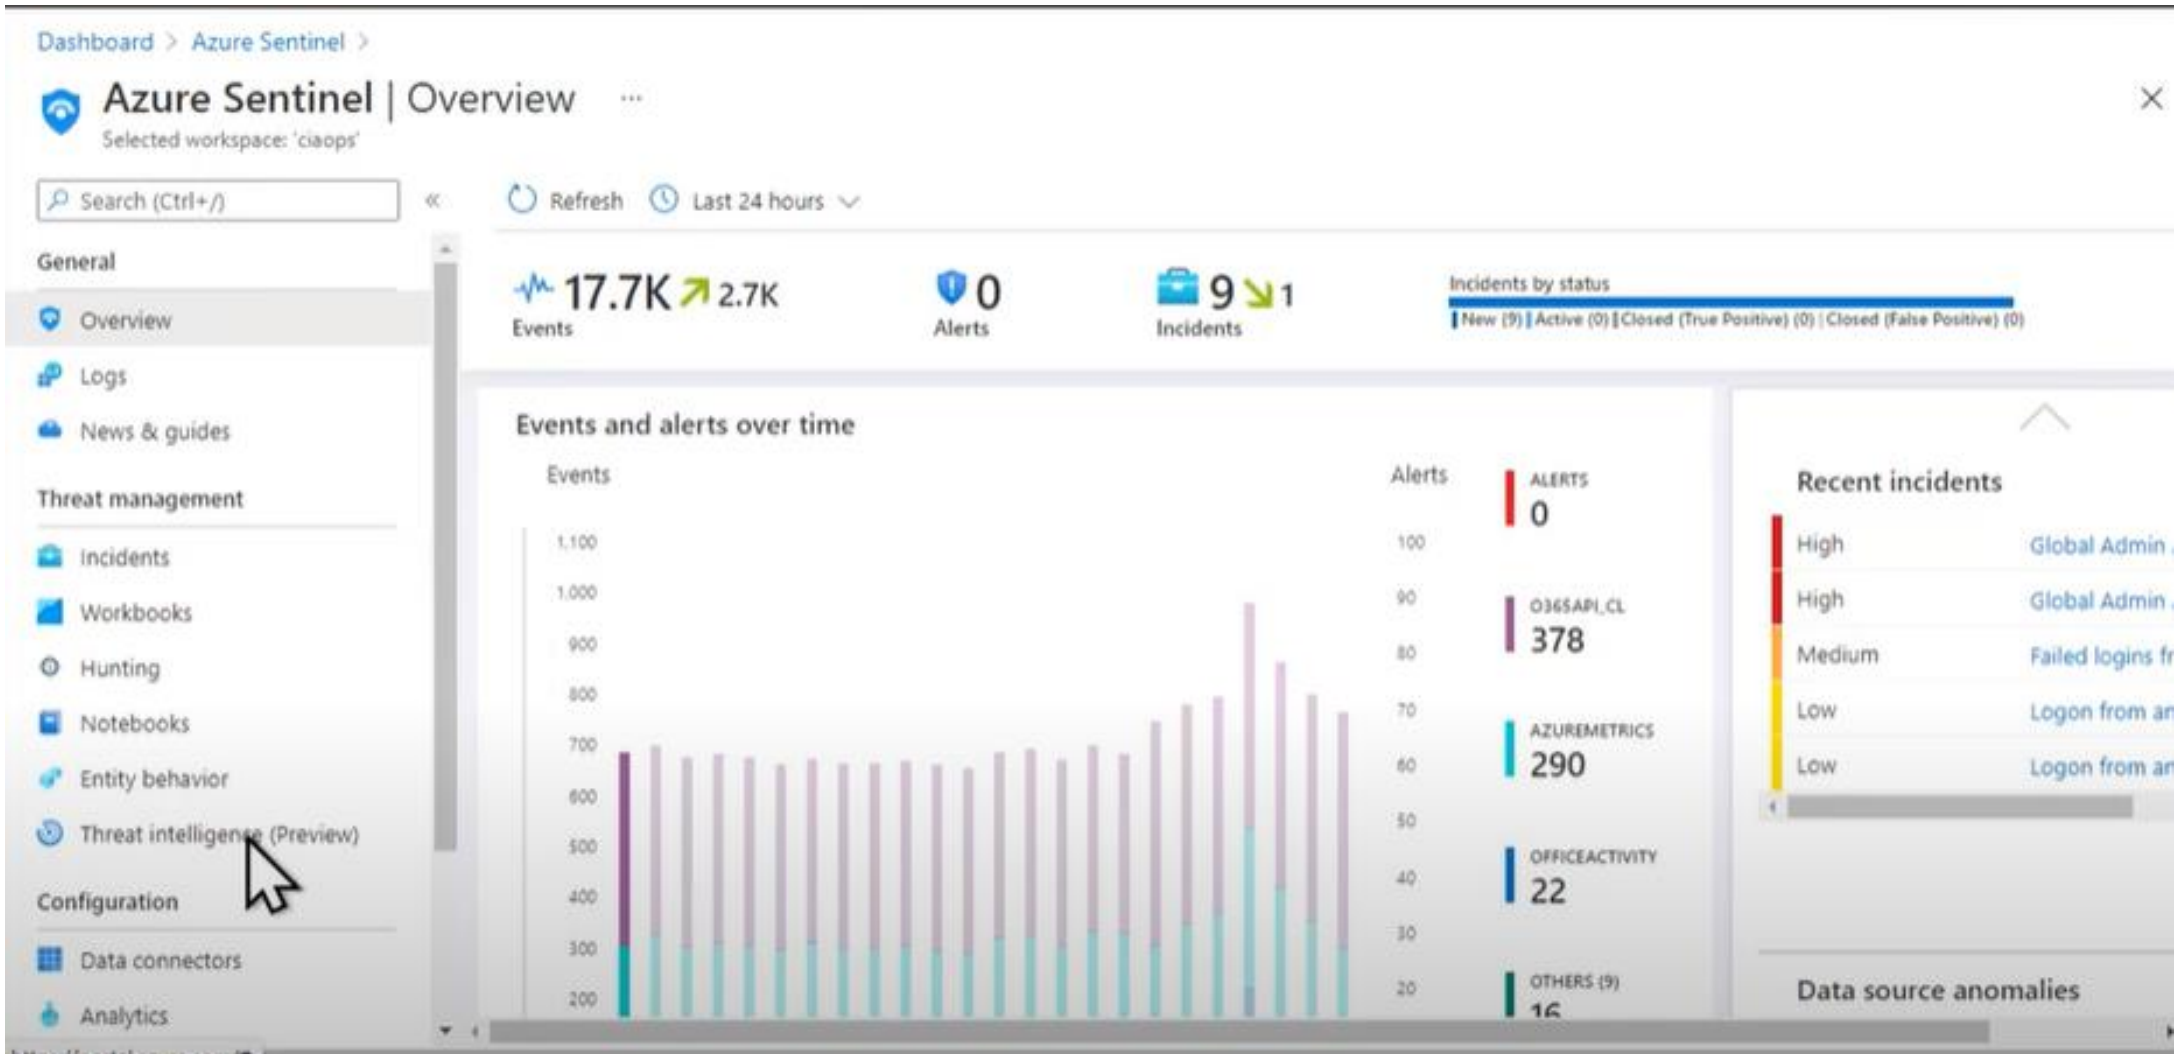 Dashboard > Azure Sentinel >
Azure Sentinel | Overview ...
Selected workspace: 'ciaops'
Search (Ctrl+/)
«
Refresh
Last 24 hours
General
Overview
Logs
News & guides
Threat management
Incidents
Workbooks
Hunting
Notebooks
Entity behavior
Threat intelligence (Preview)
Configuration
Data connectors
Analytics
17.7K 2.7K
Events
0
Alerts
9 1
Incidents
Incidents by status
New (9) | Active (0) | Closed (True Positive) (0) | Closed (False Positive) (0)
Events and alerts over time
Events
1,100
1,000
900
800
700
600
500
400
300
200
Alerts
100
90
80
70
60
50
40
30
20
ALERTS
0
O365API_CL
378
AZUREMETRICS
290
OFFICEACTIVITY
22
OTHERS (9)
16
Recent incidents
High Global Admin
High Global Admin
Medium Failed logins
Low Logon from
Low Logon from
Data source anomalies